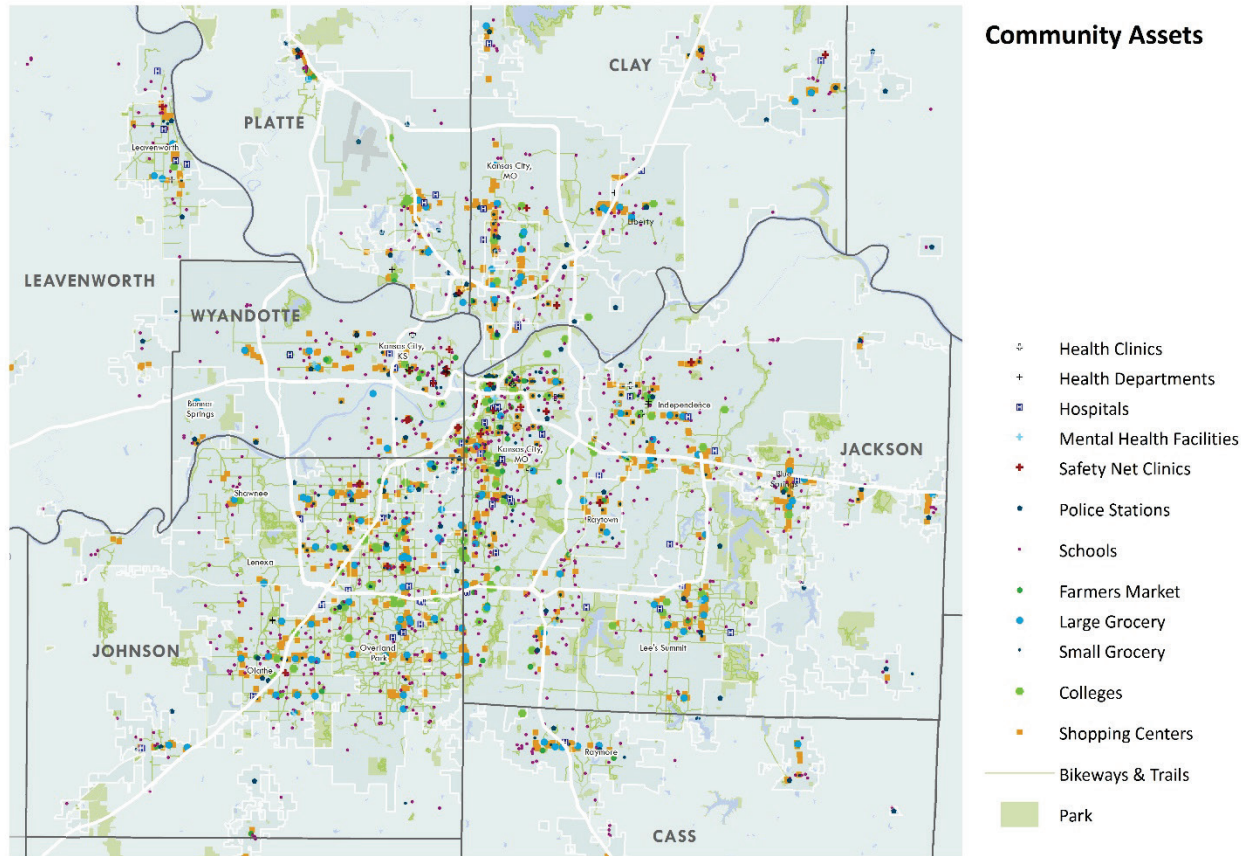 Community Assets
CLAY
PLATTE
Kansas City,
MO
Leavenworth
Liberty
LEAVENWORTH
WYANDOTTE
Kansas City,
KS
Bonner
Springs
Independence
Kansas City,
MO
JACKSON
Blue
Springs
Shawnee
Raytown
Lenexa
JOHNSON
Overland
Park
Lee's Summit
Olathe
Raymore
CASS
Health Clinics
Health Departments
H Hospitals
Mental Health Facilities
Safety Net Clinics
Police Stations
Schools
Farmers Market
Large Grocery
Small Grocery
Colleges
Shopping Centers
Bikeways & Trails
Park